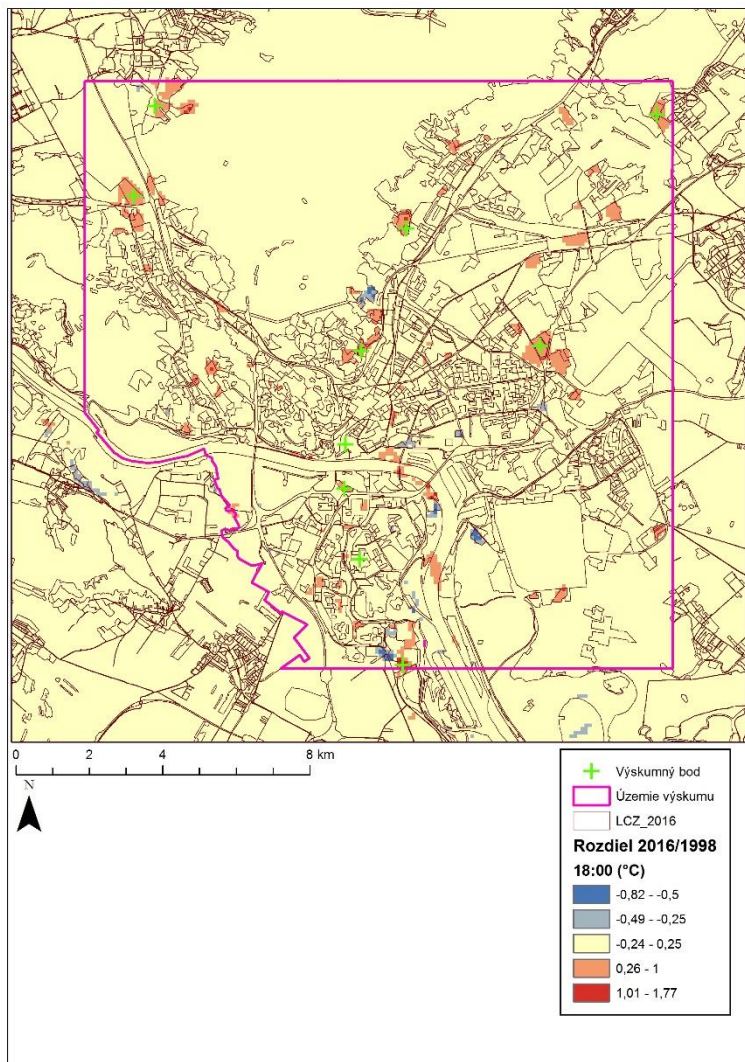 0 2 4 8 km
N
Výskumný bod
Územie výskumu
LCZ_2016
Rozdiel 2016/1998
18:00 (°C)
-0,82 - -0,5
-0,49 - -0,25
-0,24 - 0,25
0,26 - 1
1,01 - 1,77